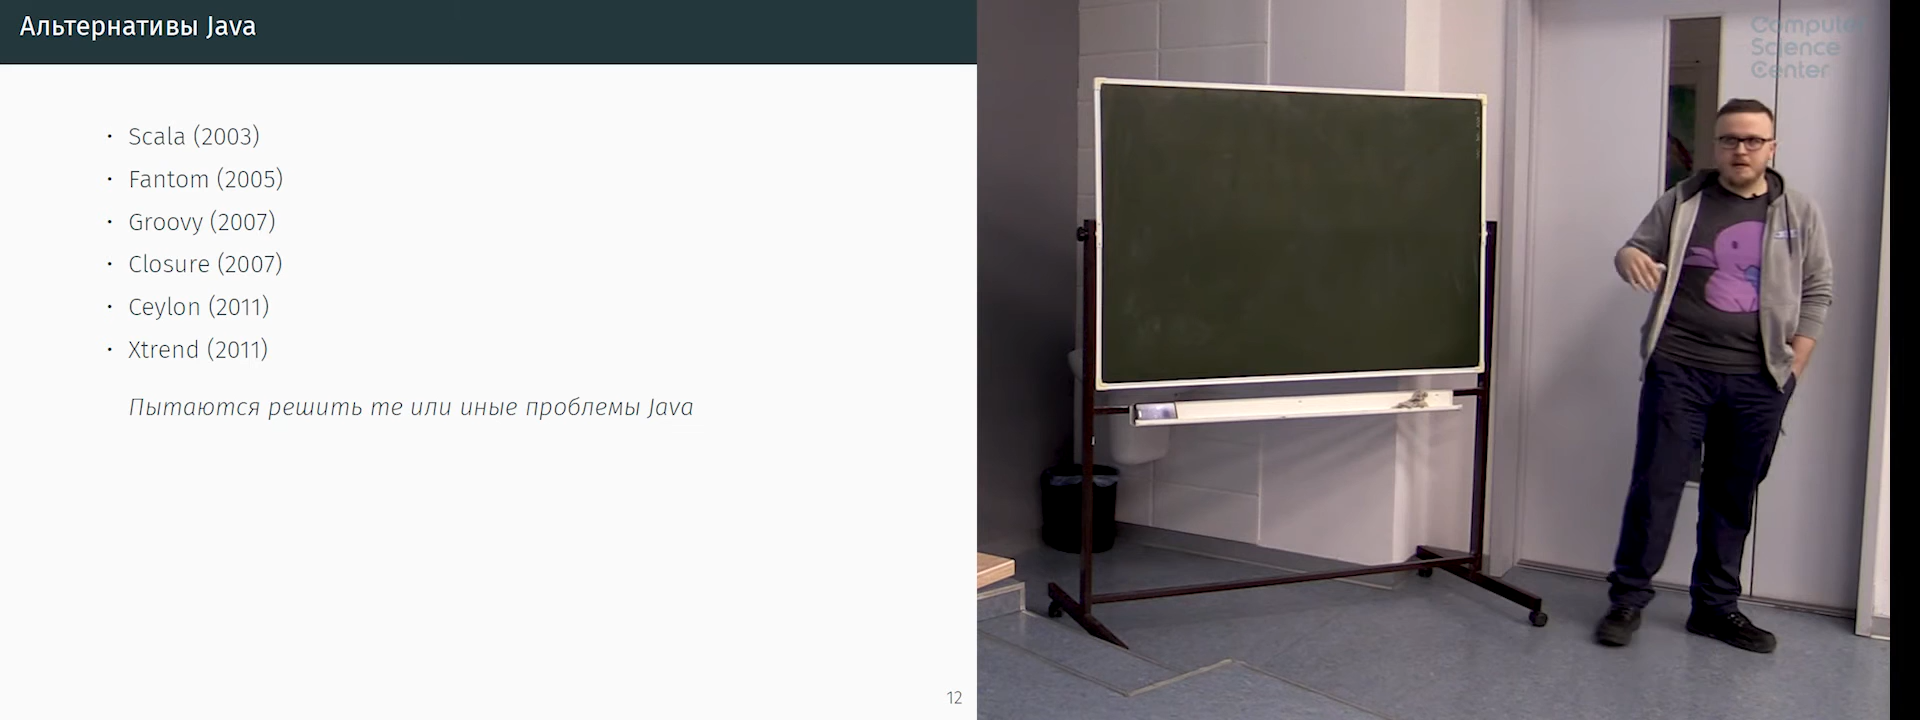 Альтернативы Java
· Scala (2003)
· Fantom (2005)
· Groovy (2007)
· Closure (2007)
· Ceylon (2011)
· Xtrend (2011)
Пытаются решить те или иные проблемы Java
12
Computer
Science
Center